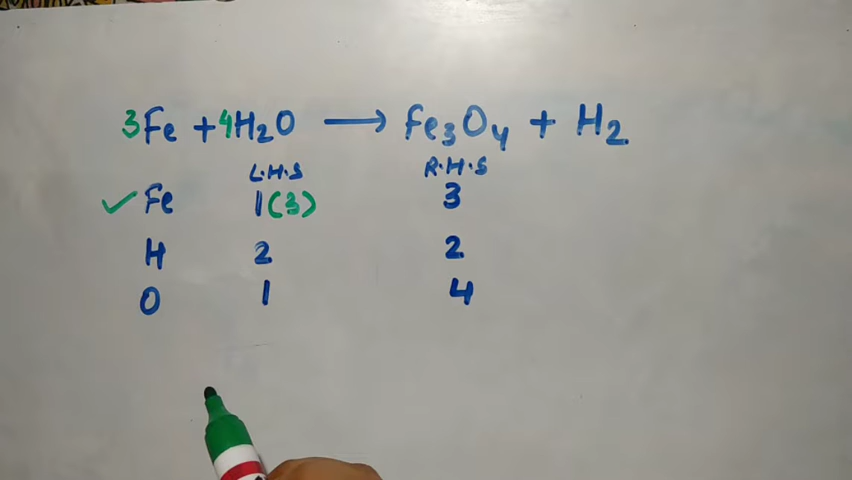 3Fe + 4H₂O → Fe₃O₄ + H₂
L.H.S R.H.S
✓ Fe 1(3) 3
H 2 2
O 1 4